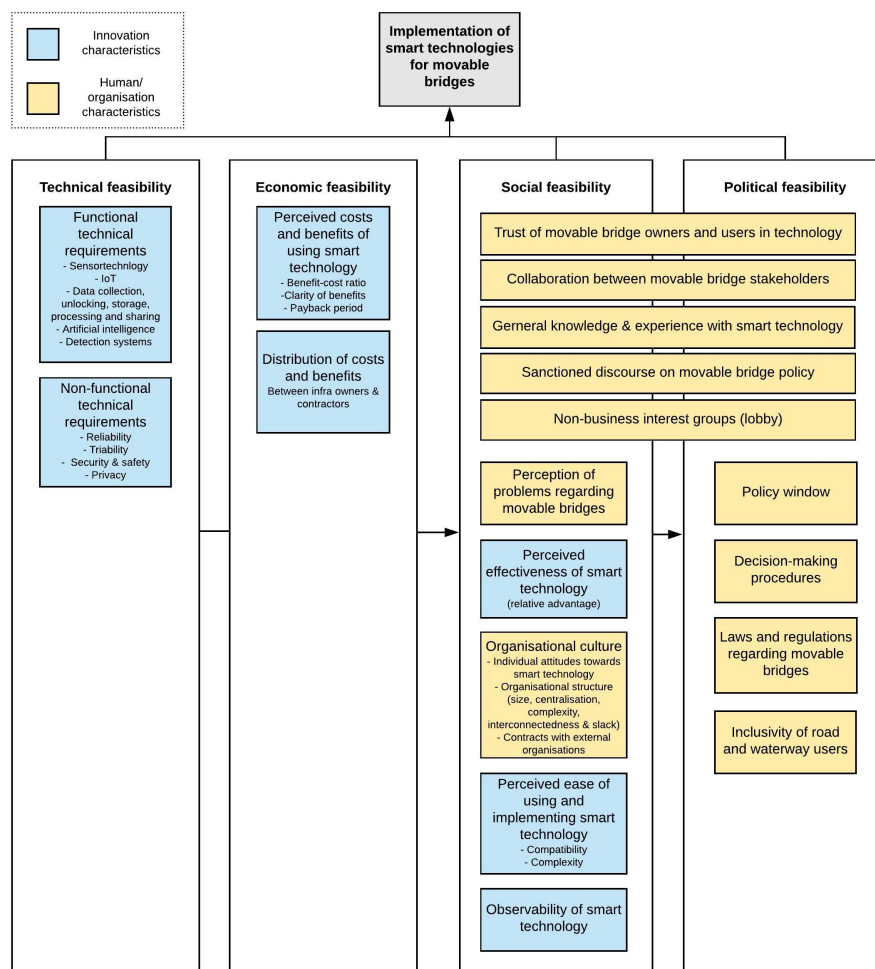 Innovation
characteristics
Human/
organisation
characteristics
Implementation of
smart technologies
for movable
bridges
Technical feasibility
Functional
technical
requirements
- Sensortechnlogy
- IoT
- Data collection,
unlocking, storage,
processing and sharing
- Artificial intelligence
- Detection systems
Non-functional
technical
requirements
- Reliability
- Triability
- Security & safety
- Privacy
Economic feasibility
Perceived costs
and benefits of
using smart
technology
- Benefit-cost ratio
-Clarity of benefits
- Payback period
Distribution of costs
and benefits
Between infra owners &
contractors
Social feasibility
Political feasibility
Trust of movable bridge owners and users in technology
Collaboration between movable bridge stakeholders
Gerneral knowledge & experience with smart technology
Sanctioned discourse on movable bridge policy
Non-business interest groups (lobby)
Perception of
problems regarding
movable bridges
Perceived
effectiveness of smart
technology
(relative advantage)
Organisational culture
- Individual attitudes towards
smart technology
- Organisational structure
(size, centralisation,
complexity,
interconnectedness & slack)
- Contracts with external
organisations
Perceived ease of
using and
implementing smart
technology
- Compatibility
- Complexity
Observability of smart
technology
Policy window
Decision-making
procedures
Laws and regulations
regarding movable
bridges
Inclusivity of road
and waterway users